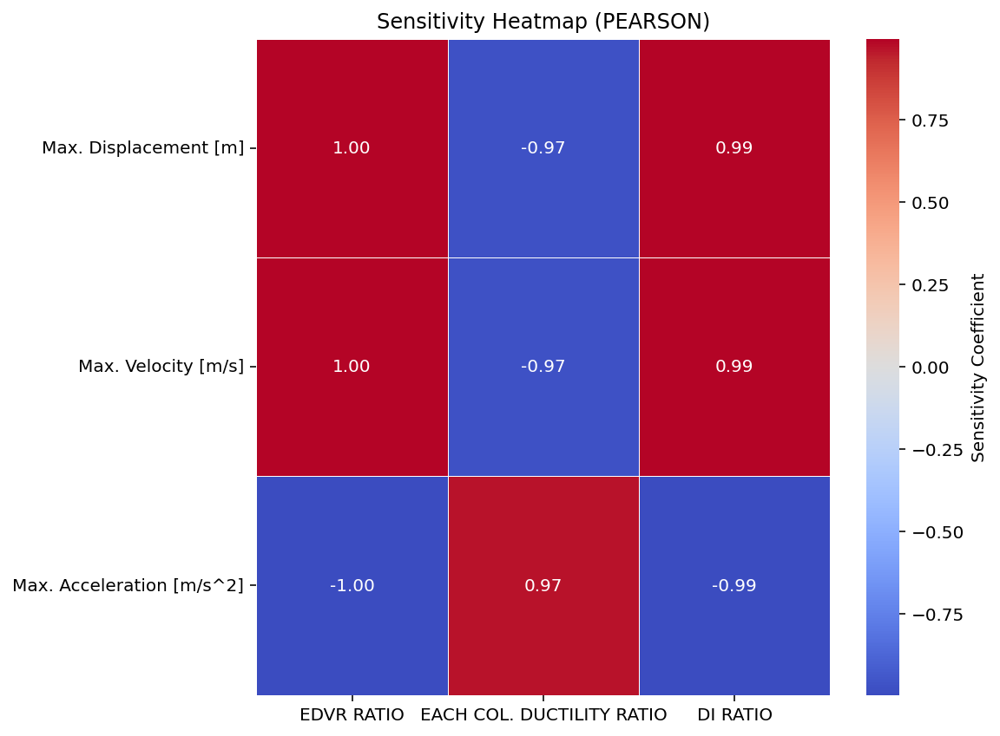 Sensitivity Heatmap (PEARSON)
Max. Displacement [m]
1.00
-0.97
0.99
Max. Velocity [m/s]
1.00
-0.97
0.99
Max. Acceleration [m/s^2]
-1.00
0.97
-0.99
EDVR RATIO
EACH COL. DUCTILITY RATIO
DI RATIO
0.75
0.50
0.25
0.00
−0.25
−0.50
−0.75
Sensitivity Coefficient